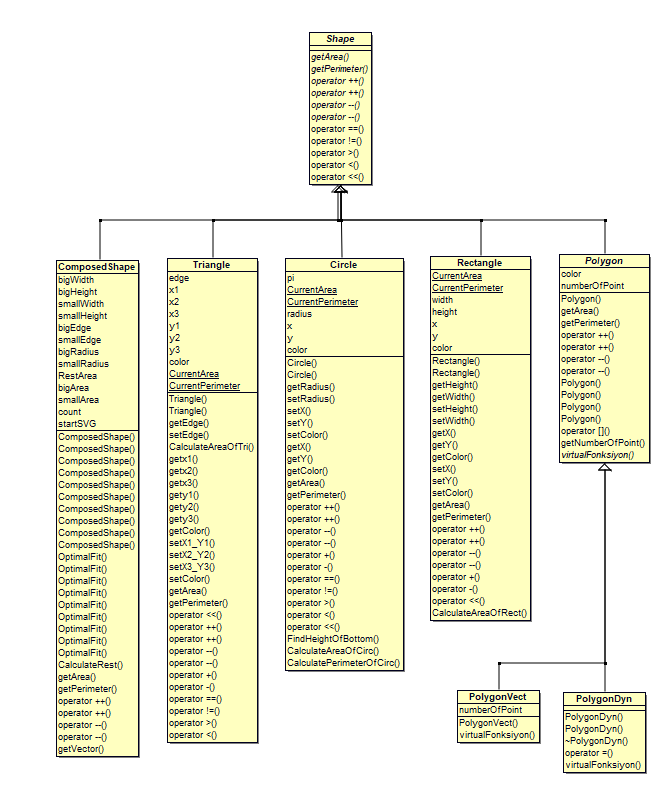 Shape
getArea()
getPerimeter()
operator ++()
operator ++()
operator --()
operator --()
operator ==()
operator !=()
operator >()
operator <()
operator <<()
ComposedShape
bigWidth
bigHeight
smallWidth
smallHeight
bigEdge
smallEdge
bigRadius
smallRadius
RestArea
bigArea
smallArea
count
startSVG
ComposedShape()
ComposedShape()
ComposedShape()
ComposedShape()
ComposedShape()
ComposedShape()
ComposedShape()
ComposedShape()
ComposedShape()
ComposedShape()
OptimalFit()
OptimalFit()
OptimalFit()
OptimalFit()
OptimalFit()
OptimalFit()
OptimalFit()
OptimalFit()
OptimalFit()
CalculateRest()
getArea()
getPerimeter()
operator ++()
operator ++()
operator --()
operator --()
getVector()
Triangle
edge
x1
x2
x3
y1
y2
y3
color
CurrentArea
CurrentPerimeter
Triangle()
Triangle()
getEdge()
setEdge()
CalculateAreaOfTri()
getx1()
getx2()
getx3()
gety1()
gety2()
gety3()
getColor()
setX1_Y1()
setX2_Y2()
setX3_Y3()
setColor()
getArea()
getPerimeter()
operator <<()
operator ++()
operator ++()
operator --()
operator --()
operator +()
operator -()
operator ==()
operator !=()
operator >()
operator <()
Circle
pi
CurrentArea
CurrentPerimeter
radius
x
y
color
Circle()
Circle()
getRadius()
setRadius()
setX()
setY()
setColor()
getX()
getY()
getColor()
getArea()
getPerimeter()
operator ++()
operator ++()
operator --()
operator --()
operator +()
operator -()
operator ==()
operator !=()
operator >()
operator <()
operator <<()
FindHeightOfBottom()
CalculateAreaOfCirc()
CalculatePerimeterOfCirc()
Rectangle
CurrentArea
CurrentPerimeter
width
height
x
y
color
Rectangle()
Rectangle()
getHeight()
getWidth()
setHeight()
setWidth()
getX()
getY()
getColor()
setX()
setY()
setColor()
getArea()
getPerimeter()
operator ++()
operator ++()
operator --()
operator --()
operator +()
operator -()
operator <<()
CalculateAreaOfRect()
Polygon
color
numberOfPoint
Polygon()
getArea()
getPerimeter()
operator ++()
operator ++()
operator --()
operator --()
Polygon()
Polygon()
Polygon()
Polygon()
operator []()
getNumberOfPoint()
virtualFonksiyon()
PolygonVect
numberOfPoint
PolygonVect()
virtualFonksiyon()
PolygonDyn
PolygonDyn()
PolygonDyn()
~PolygonDyn()
operator =()
virtualFonksiyon()